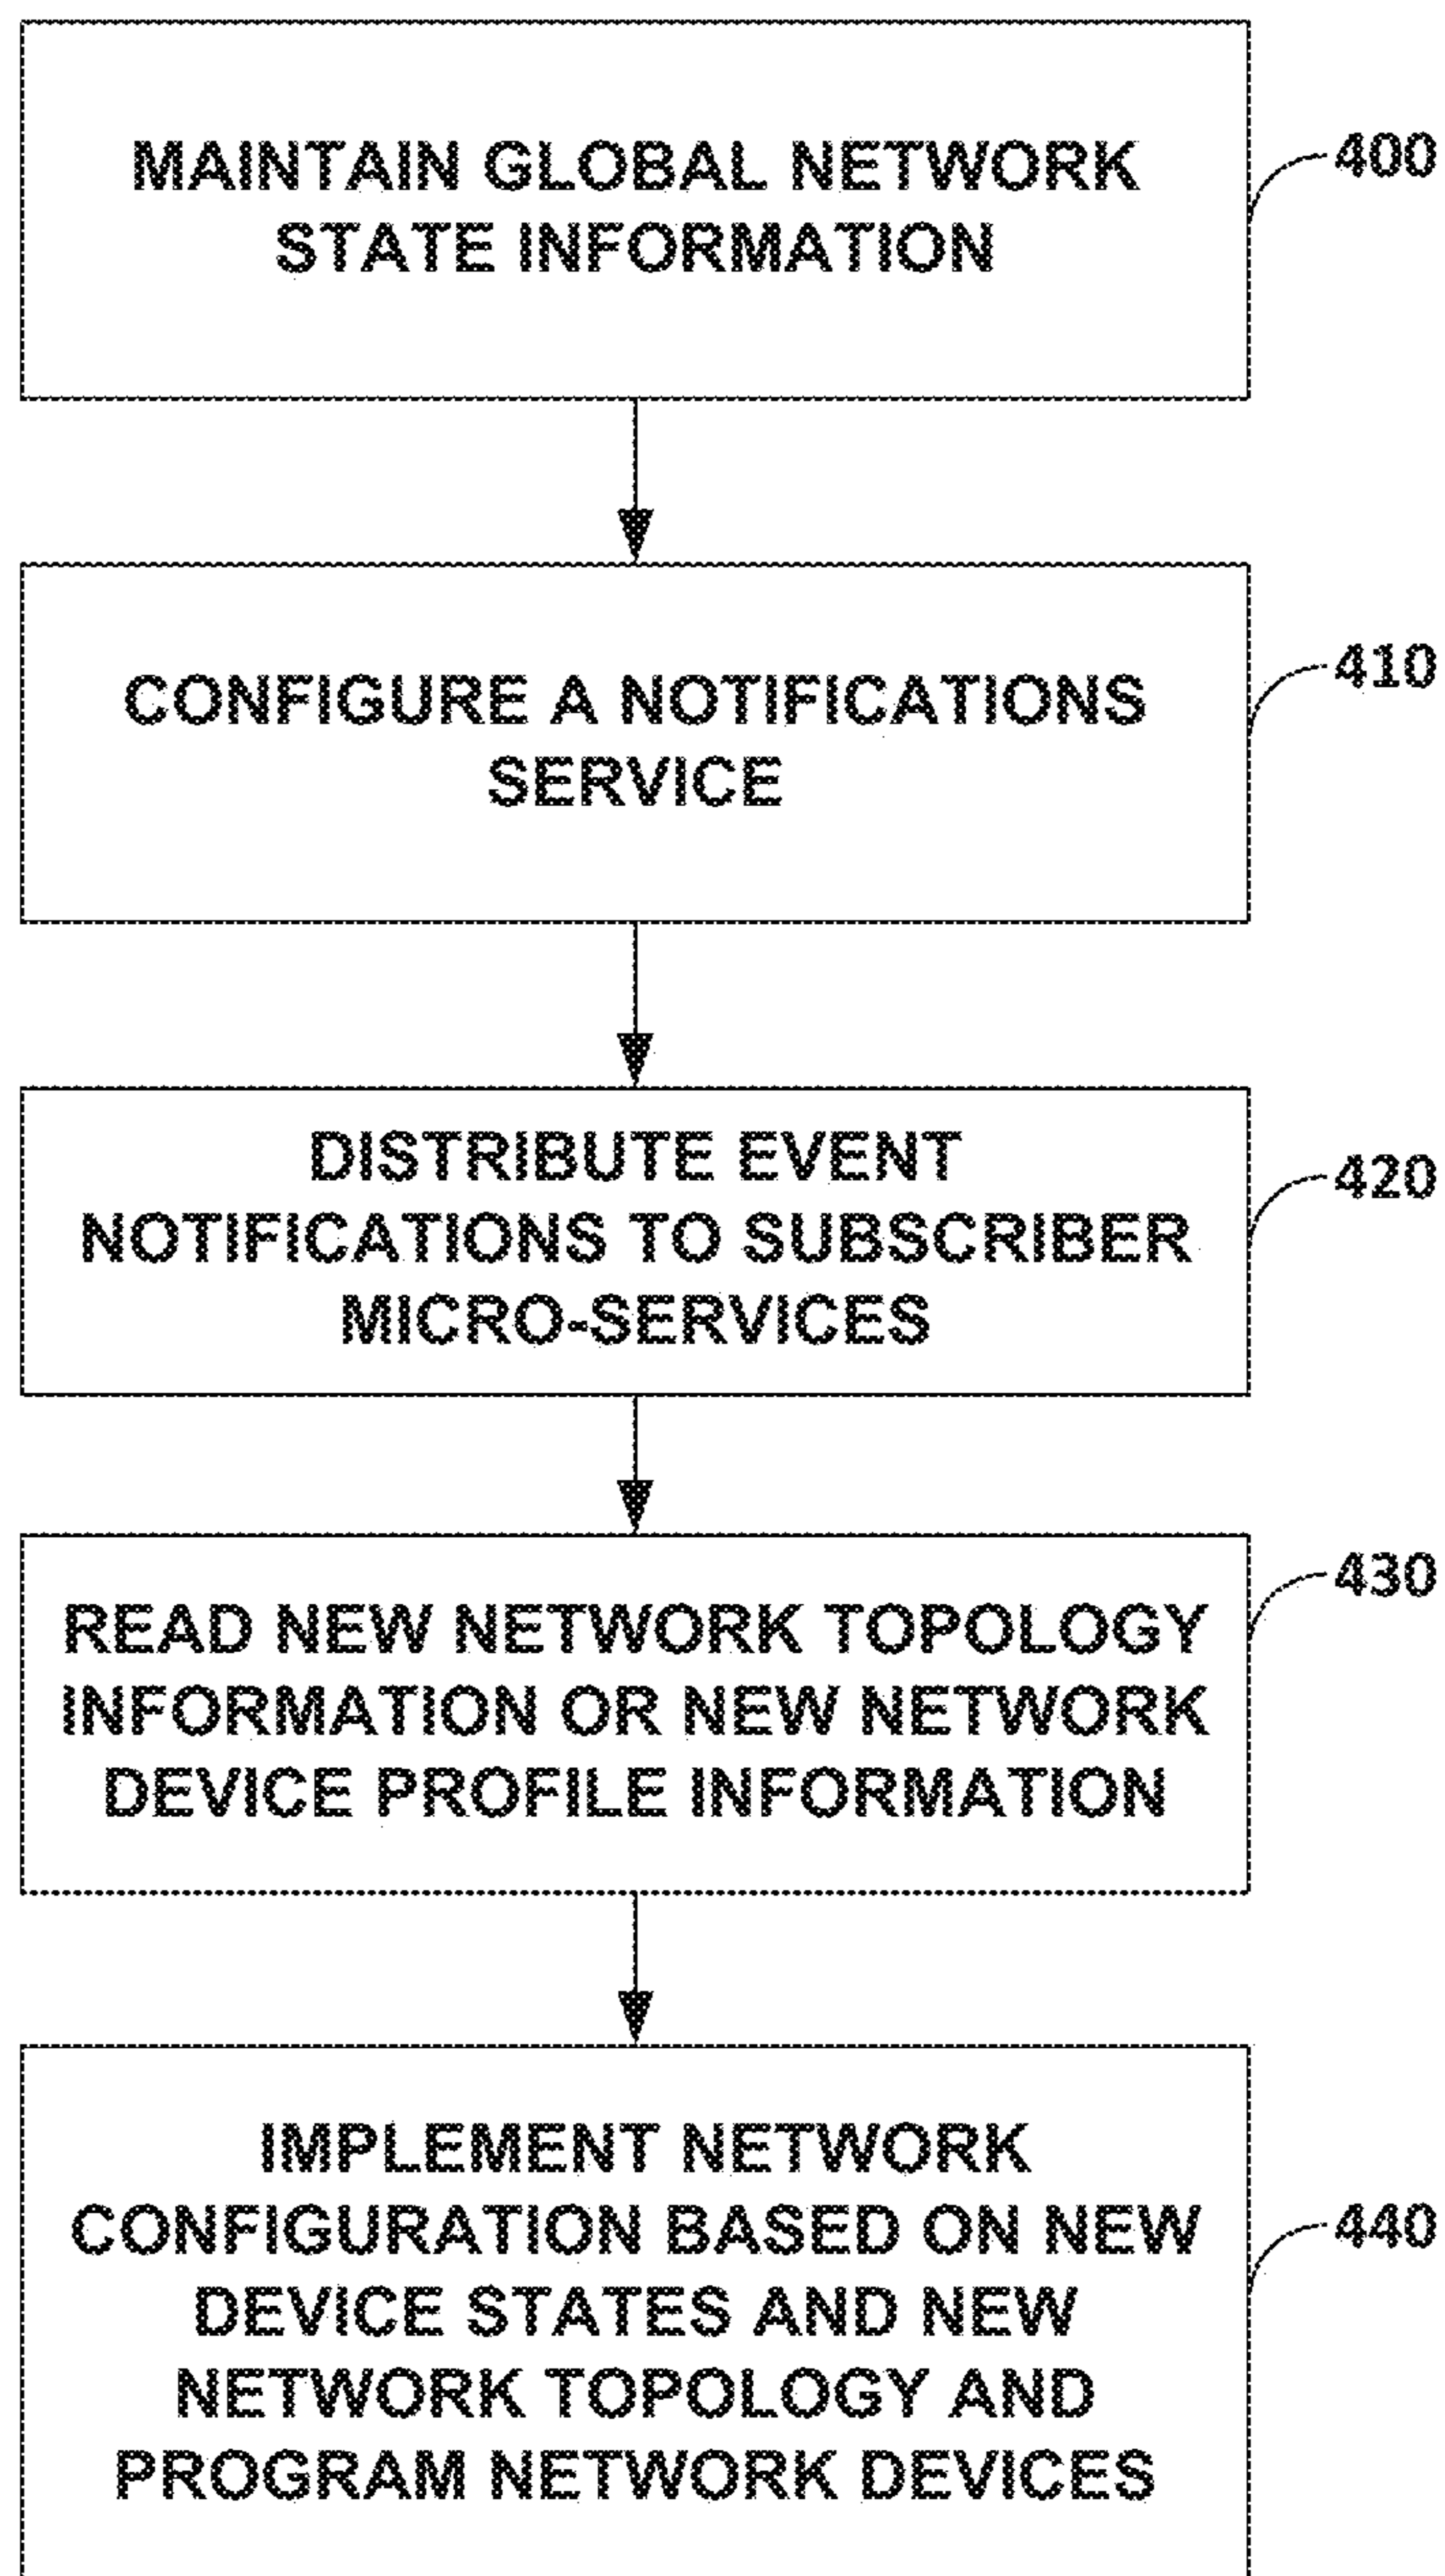 MAINTAIN GLOBAL NETWORK
STATE INFORMATION
400
CONFIGURE A NOTIFICATIONS
SERVICE
410
DISTRIBUTE EVENT
NOTIFICATIONS TO SUBSCRIBER
MICRO-SERVICES
420
READ NEW NETWORK TOPOLOGY
INFORMATION OR NEW NETWORK
DEVICE PROFILE INFORMATION
430
IMPLEMENT NETWORK
CONFIGURATION BASED ON NEW
DEVICE STATES AND NEW
NETWORK TOPOLOGY AND
PROGRAM NETWORK DEVICES
440